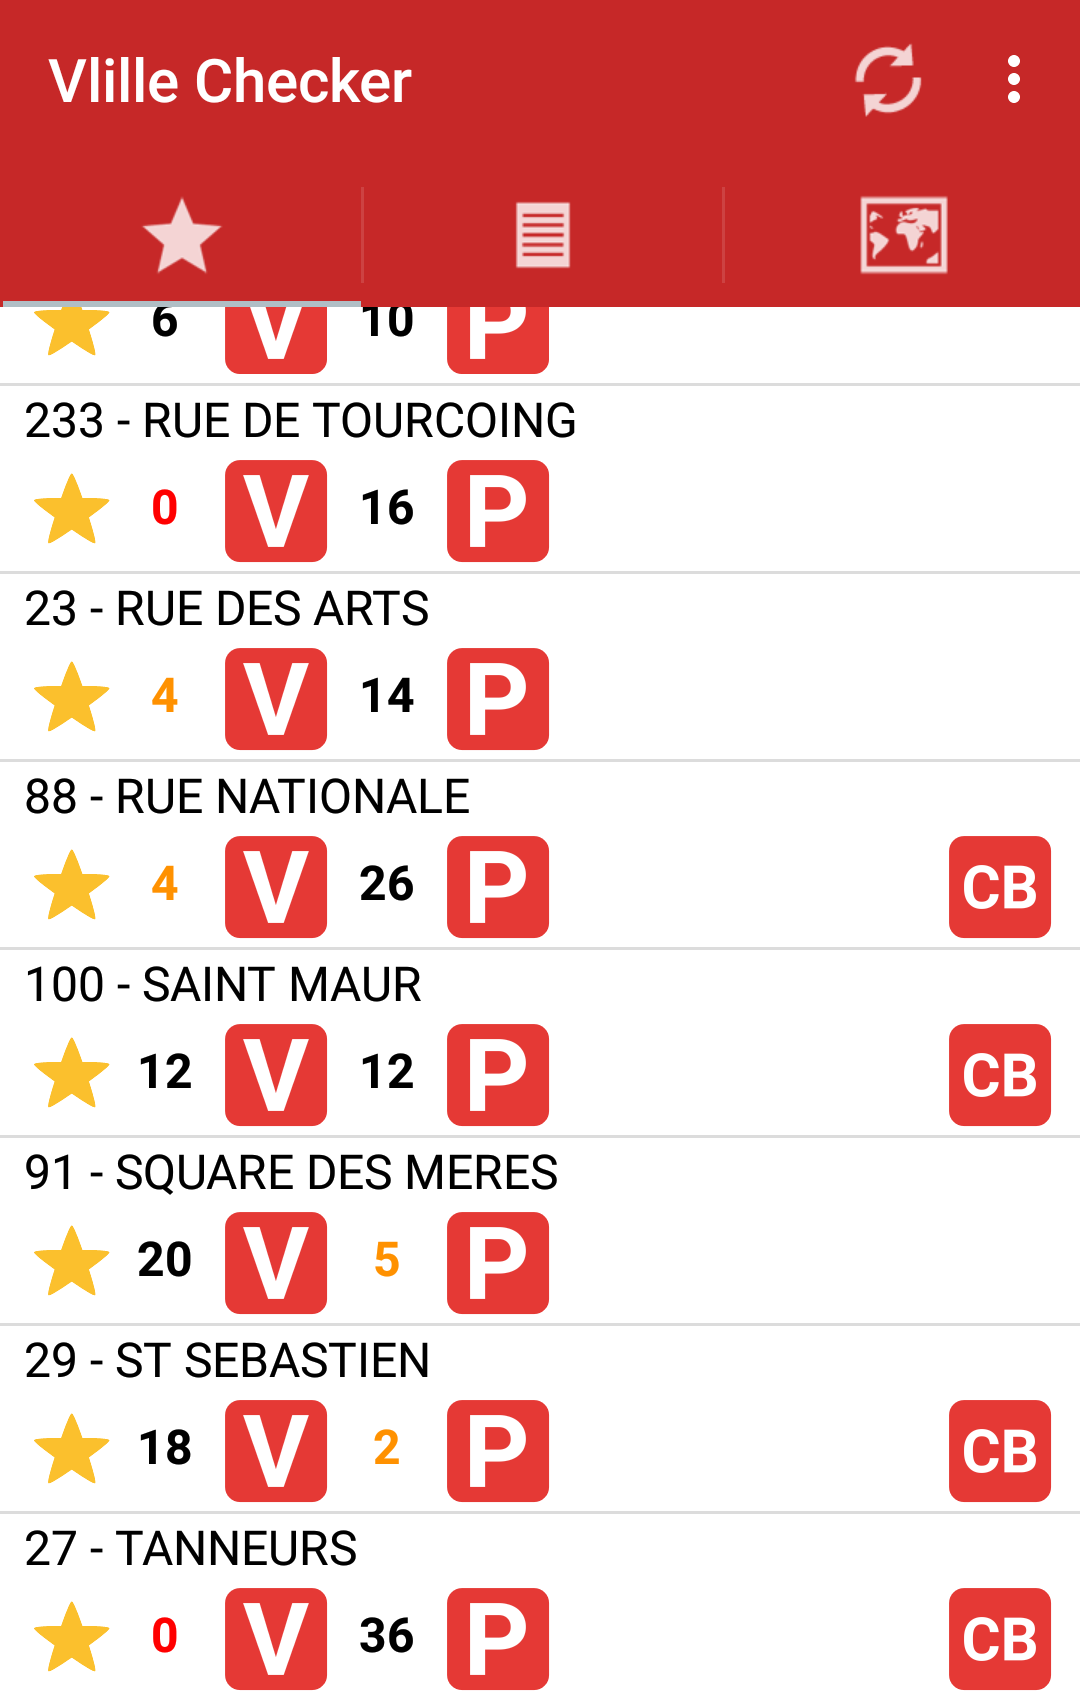 Vlille Checker
6 V 10 P
233 - RUE DE TOURCOING
0 V 16 P
23 - RUE DES ARTS
4 V 14 P
88 - RUE NATIONALE
4 V 26 P CB
100 - SAINT MAUR
12 V 12 P CB
91 - SQUARE DES MERES
20 V 5 P
29 - ST SEBASTIEN
18 V 2 P CB
27 - TANNEURS
0 V 36 P CB